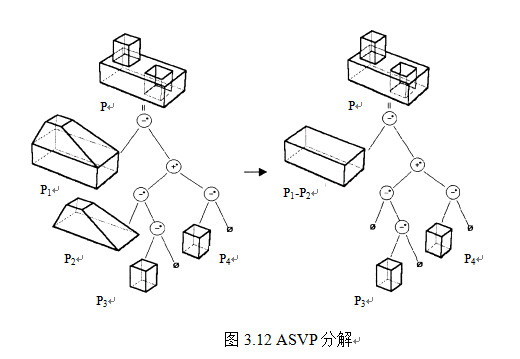 P P
P1 P1-P2
P2 P4 P4
P3 P3
图 3.12 ASVP 分解